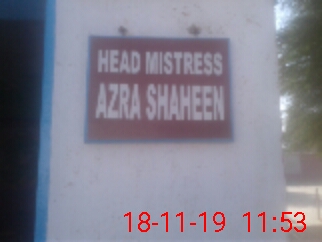 HEAD MISTRESS
AZRA SHAHEEN
18-11-19 11:53